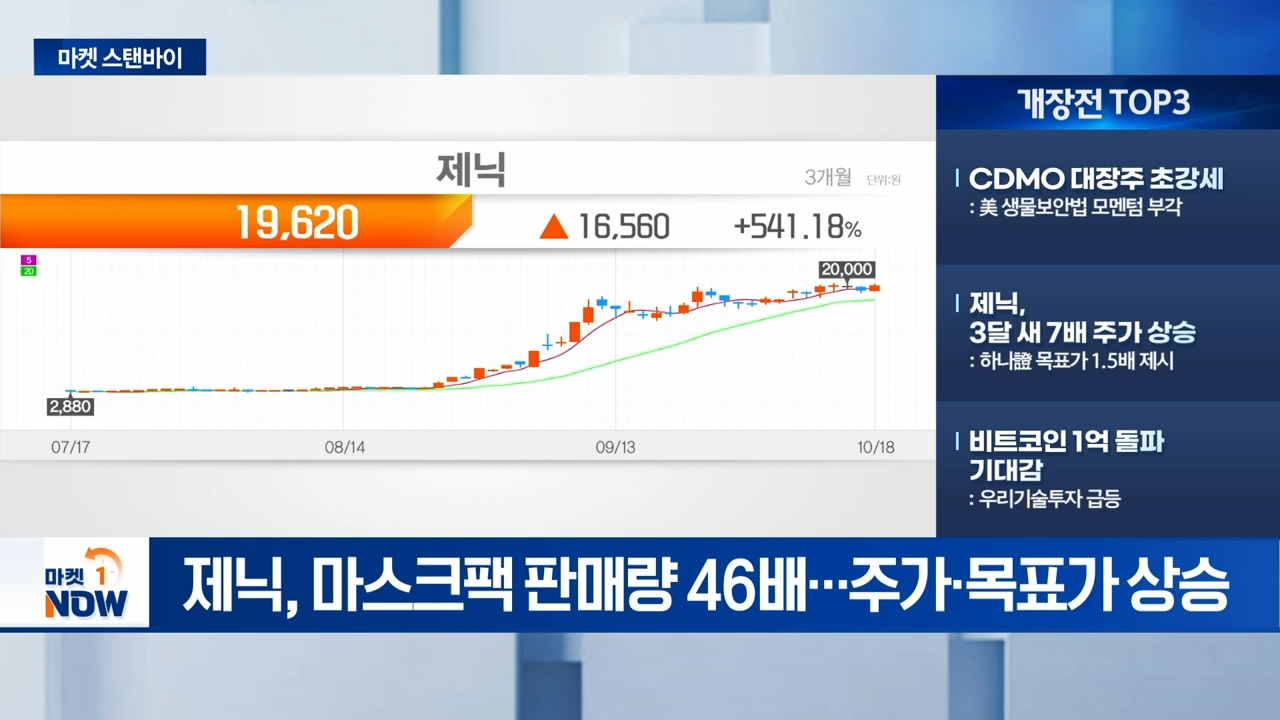 마켓 스탠바이
제닉
3개월 단위:원
19,620 ▲ 16,560 +541.18%
5
20
20,000
2,880
07/17 08/14 09/13 10/18
개장전 TOP3
CDMO 대장주 초강세
: 美 생물보안법 모멘텀 부각
제닉,
3달 새 7배 주가 상승
: 하나證 목표가 1.5배 제시
비트코인 1억 돌파
기대감
: 우리기술투자 급등
마켓 1
NOW
제닉, 마스크팩 판매량 46배…주가·목표가 상승